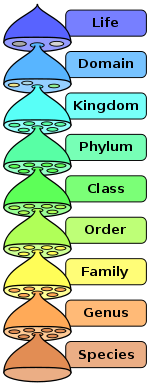 Life
Domain
Kingdom
Phylum
Class
Order
Family
Genus
Species